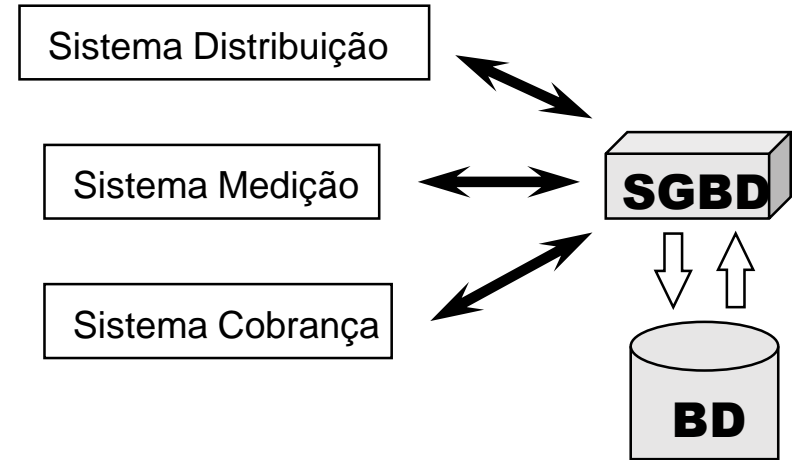 Sistema Distribuição
Sistema Medição
SGBD
Sistema Cobrança
BD